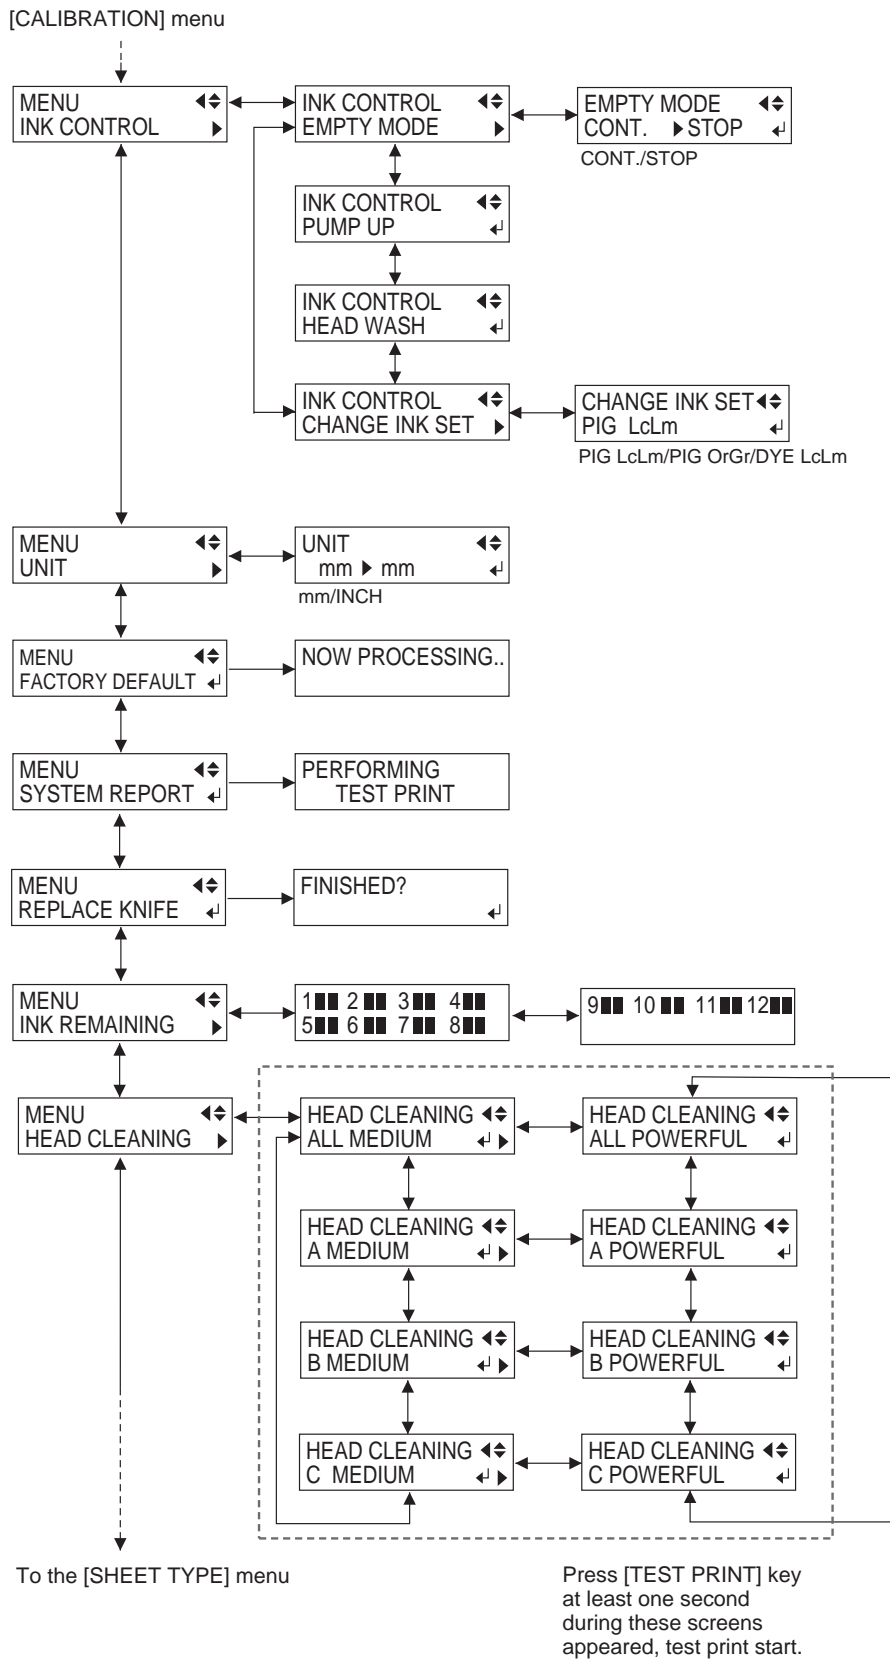 [CALIBRATION] menu
MENU
INK CONTROL
INK CONTROL
EMPTY MODE
EMPTY MODE
CONT. STOP
CONT./STOP
INK CONTROL
PUMP UP
INK CONTROL
HEAD WASH
INK CONTROL
CHANGE INK SET
CHANGE INK SET
PIG LcLm
PIG LcLm/PIG OrGr/DYE LcLm
MENU
UNIT
UNIT
mm mm
mm/INCH
MENU
FACTORY DEFAULT
NOW PROCESSING..
MENU
SYSTEM REPORT
PERFORMING
TEST PRINT
MENU
REPLACE KNIFE
FINISHED?
MENU
INK REMAINING
1 2 3 4
5 6 7 8
9 10 11 12
MENU
HEAD CLEANING
HEAD CLEANING
ALL MEDIUM
HEAD CLEANING
ALL POWERFUL
HEAD CLEANING
A MEDIUM
HEAD CLEANING
A POWERFUL
HEAD CLEANING
B MEDIUM
HEAD CLEANING
B POWERFUL
HEAD CLEANING
C MEDIUM
HEAD CLEANING
C POWERFUL
To the [SHEET TYPE] menu
Press [TEST PRINT] key
at least one second
during these screens
appeared, test print start.